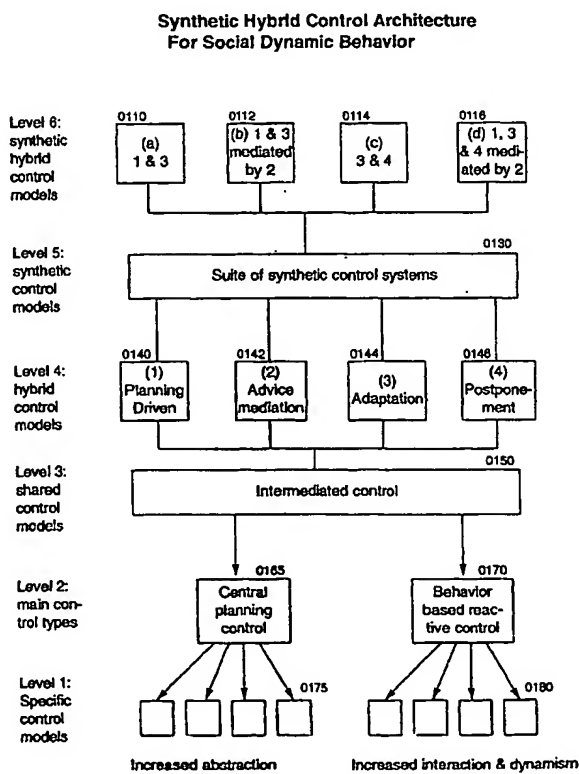 Synthetic Hybrid Control Architecture
For Social Dynamic Behavior
Level 6:
synthetic
hybrid
control
models
0110
(a)
1 & 3
0112
(b) 1 & 3
mediated
by 2
0114
(c)
3 & 4
0116
(d) 1, 3
& 4 medi-
ated by 2
Level 5:
synthetic
control
models
0130
Suite of synthetic control systems
Level 4:
hybrid
control
models
0140
(1)
Planning
Driven
0142
(2)
Advice
mediation
0144
(3)
Adaptation
0146
(4)
Postpone-
ment
Level 3:
shared
control
models
0150
Intermediated control
Level 2:
main con-
trol types
0165
Central
planning
control
0170
Behavior
based reac-
tive control
Level 1:
Specific
control
models
0175
0180
Increased abstraction
Increased interaction & dynamism